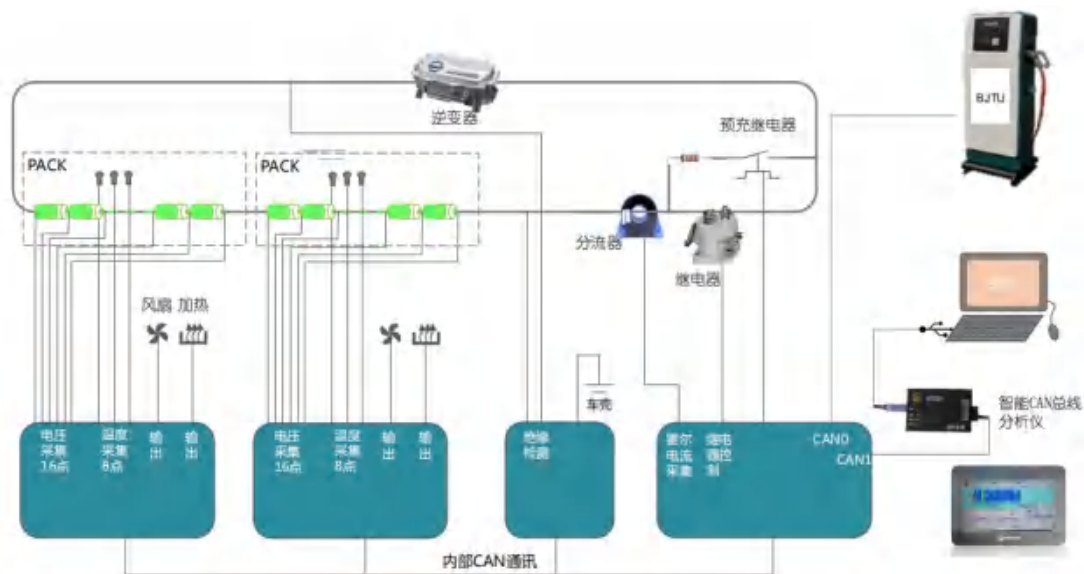 逆变器
BJTU
预充继电器
PACK
PACK
分流器
继电器
风扇 加热
车壳
智能CAN总线
分析仪
电压
采集
16点
温度
采集
8点
输
出
输
出
电压
采集
16点
温度
采集
8点
输
出
输
出
绝缘
检测
霍尔
电流
采集
继电
器控
制
CAN0
CAN1
内部CAN通讯